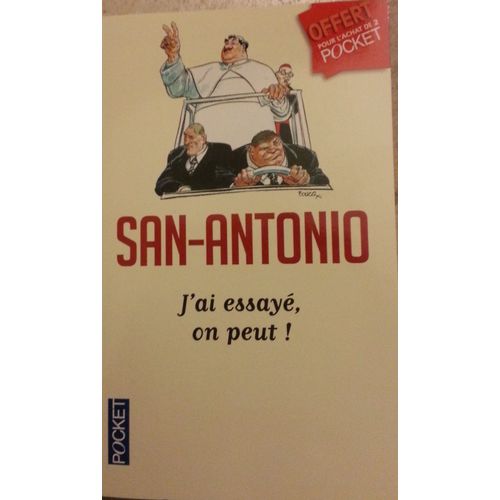 OFFERT
POUR L'ACHAT DE 2
POCKET
SAN-ANTONIO
J'ai essayé,
on peut !
POCKET